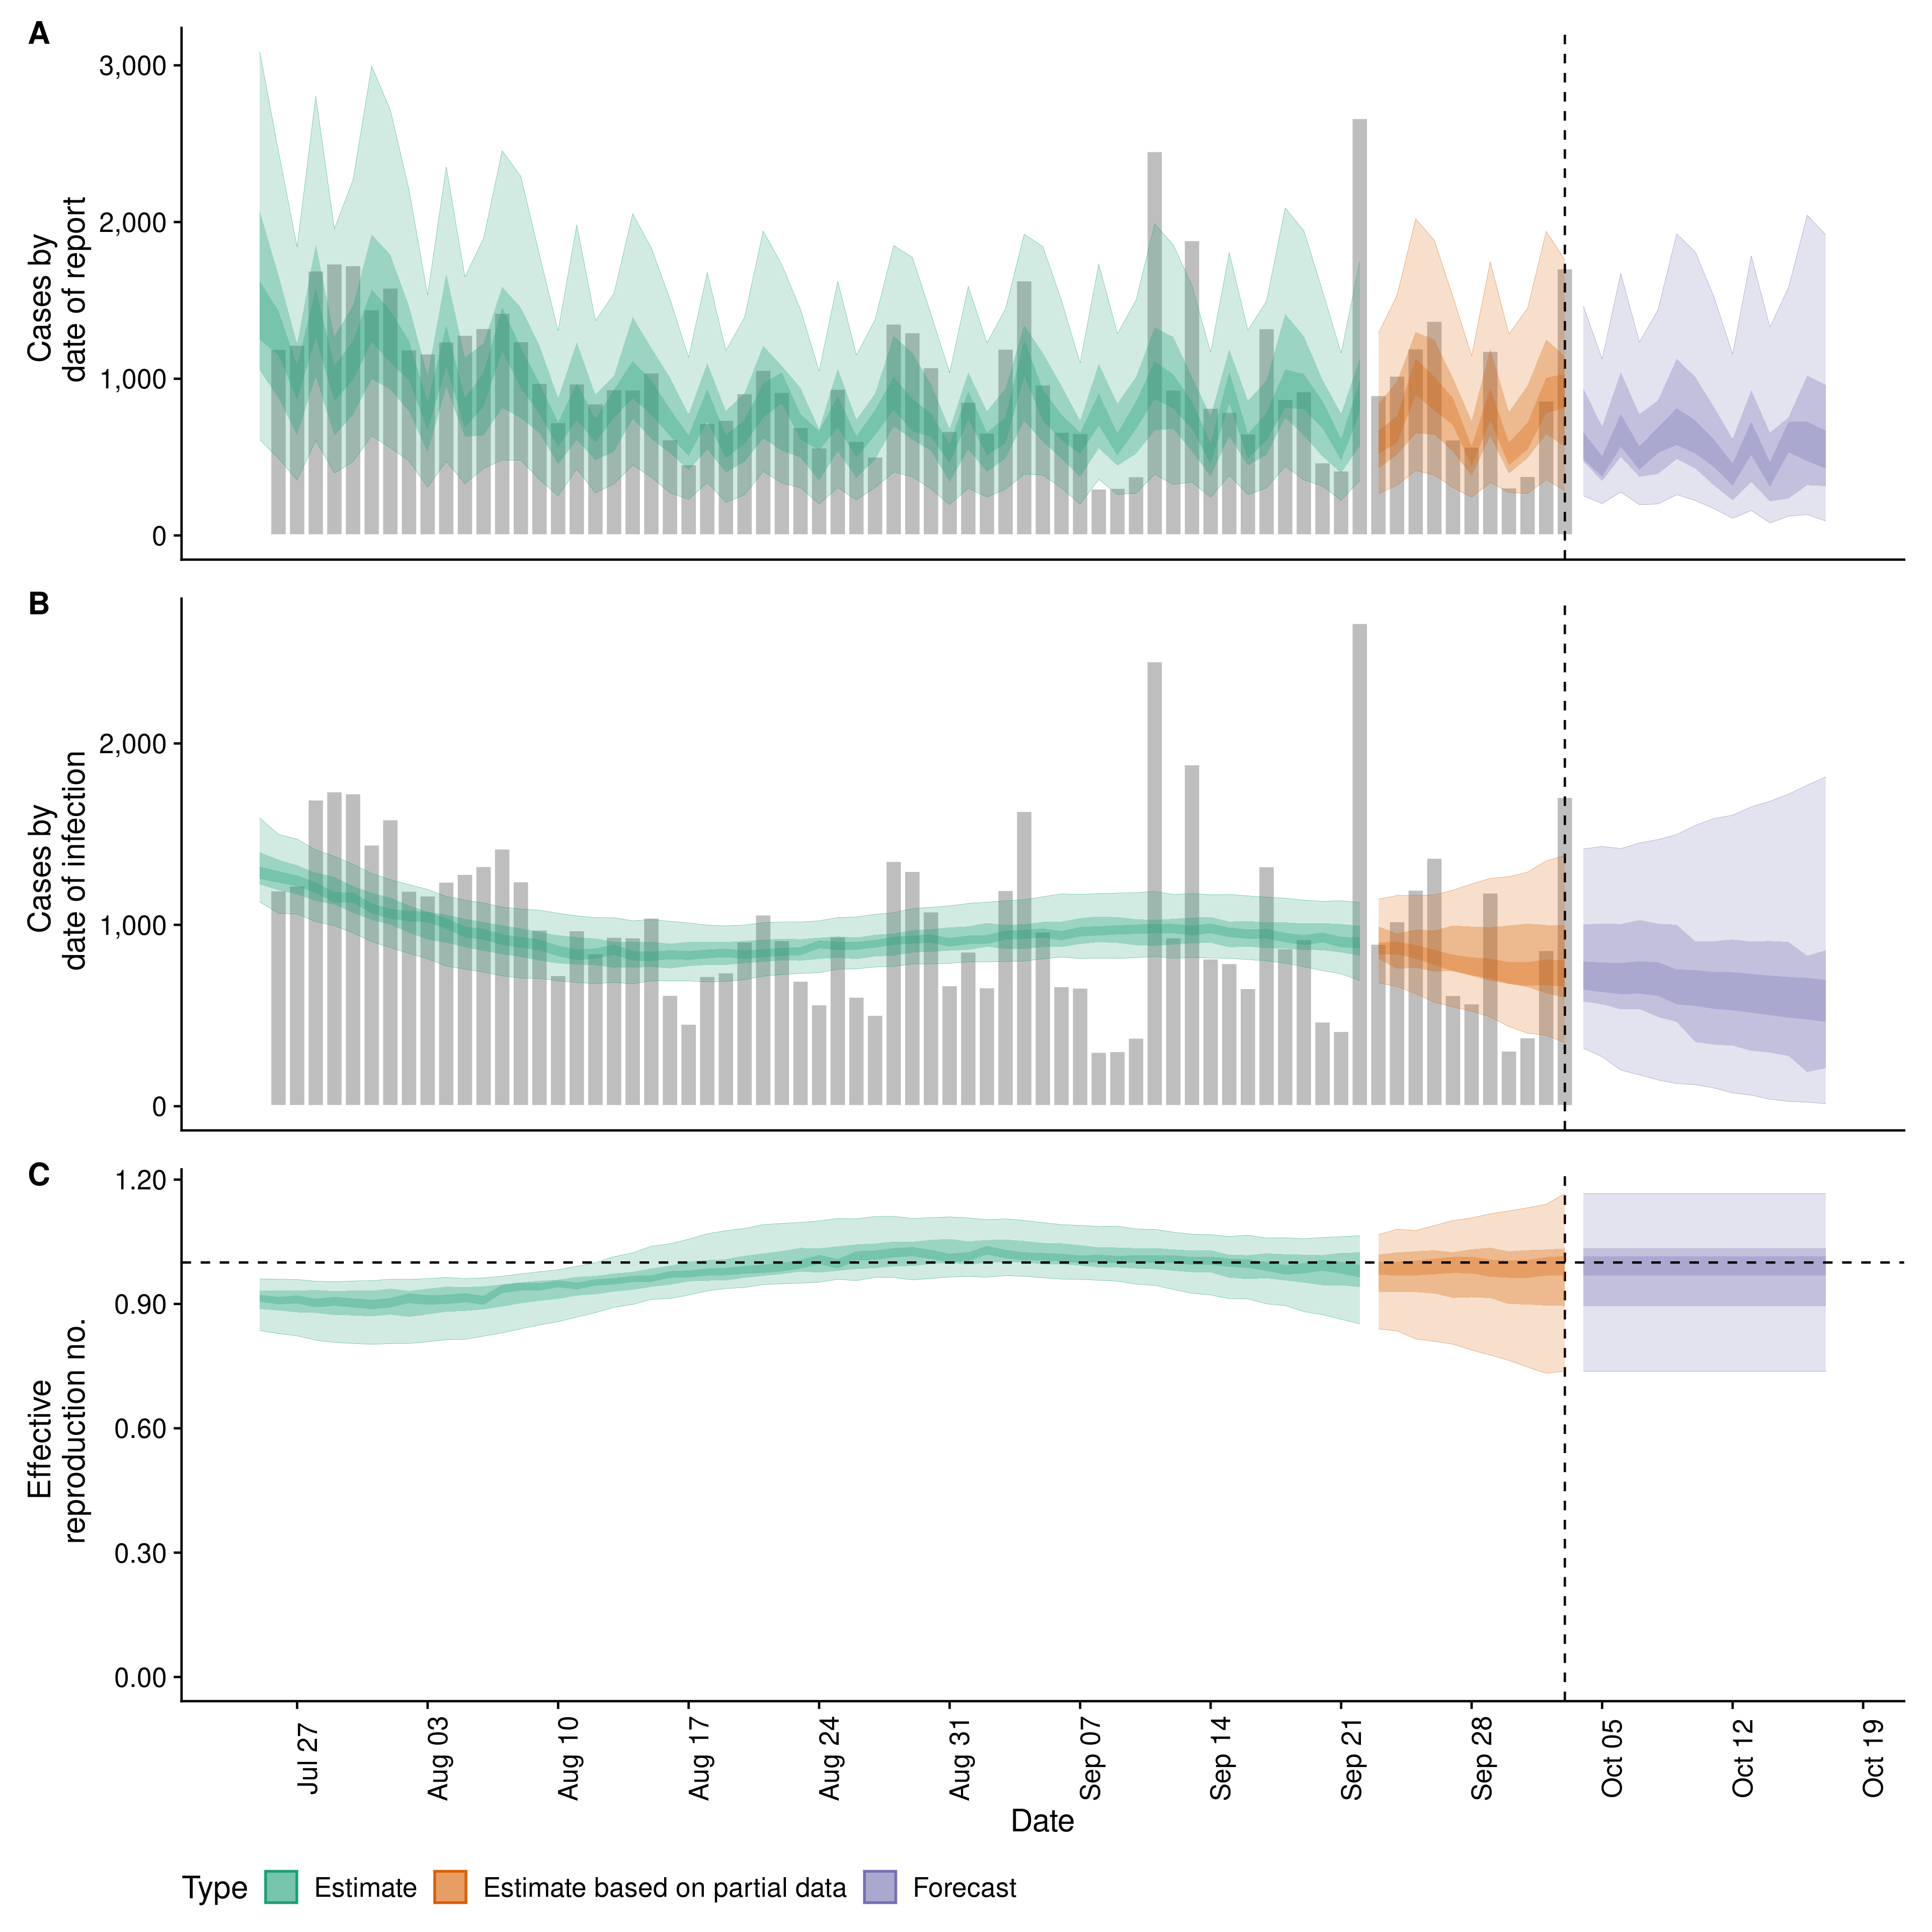 A
3,000
2,000
1,000
0
Cases by
date of report
B
2,000
1,000
0
Cases by
date of infection
C
1.20
0.90
0.60
0.30
0.00
Effective
reproduction no.
Jul 27
Aug 03
Aug 10
Aug 17
Aug 24
Aug 31
Sep 07
Sep 14
Sep 21
Sep 28
Oct 05
Oct 12
Oct 19
Date
Type Estimate Estimate based on partial data Forecast